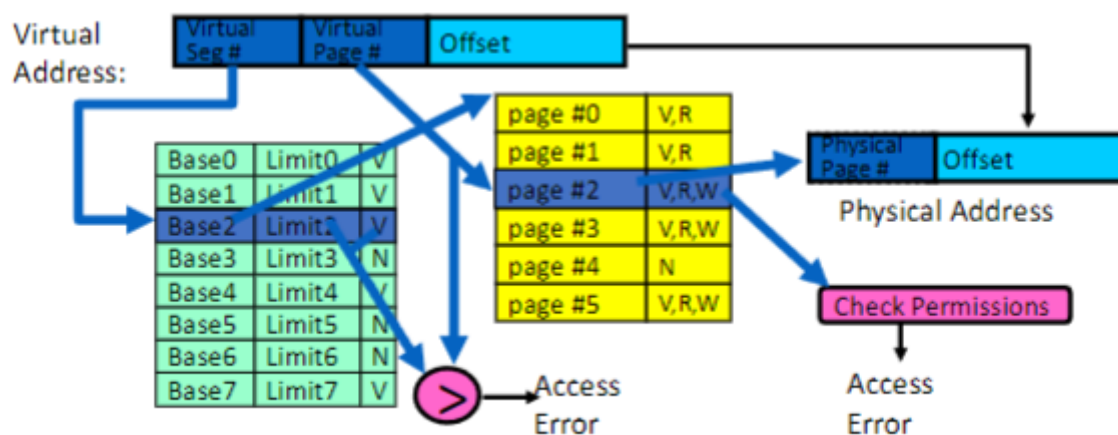 Virtual
Address:
Virtual
Seg #
Virtual
Page #
Offset
page #0 V,R
page #1 V,R
page #2 V,R,W
page #3 V,R,W
page #4 N
page #5 V,R,W
Base0 Limit0 V
Base1 Limit1 V
Base2 Limit2 V
Base3 Limit3 N
Base4 Limit4 V
Base5 Limit5 N
Base6 Limit6 N
Base7 Limit7 V
Physical
Page #
Offset
Physical Address
Check Permissions
>
Access
Error
Access
Error